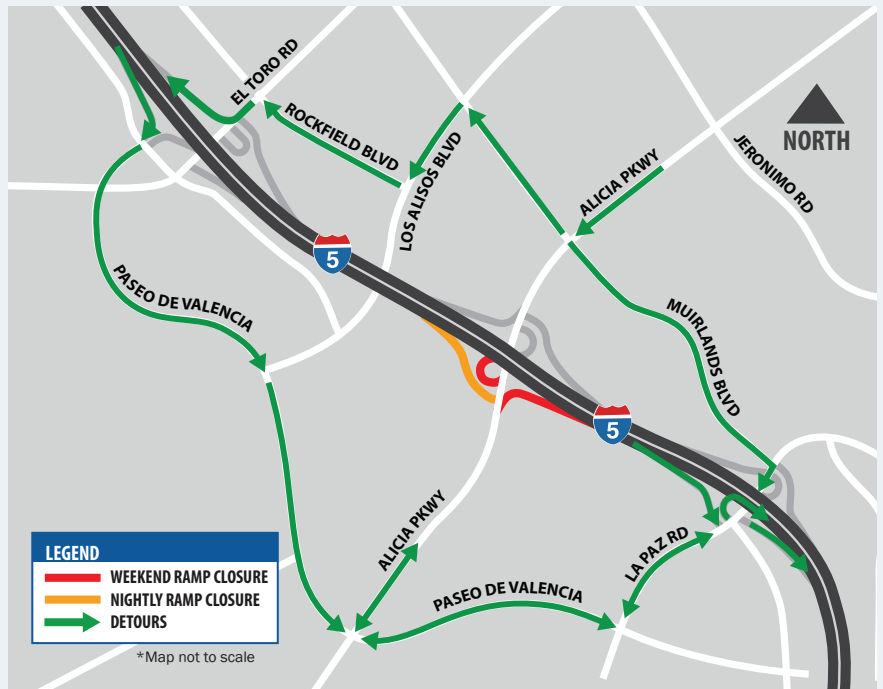 EL TORO RD
ROCKFIELD BLVD
LOS ALISOS BLVD
ALICIA PKWY
JERONIMO RD
NORTH
5
PASEO DE VALENCIA
MUIRLANDS BLVD
5
ALICIA PKWY
PASEO DE VALENCIA
LA PAZ RD
LEGEND
WEEKEND RAMP CLOSURE
NIGHTLY RAMP CLOSURE
DETOURS
*Map not to scale